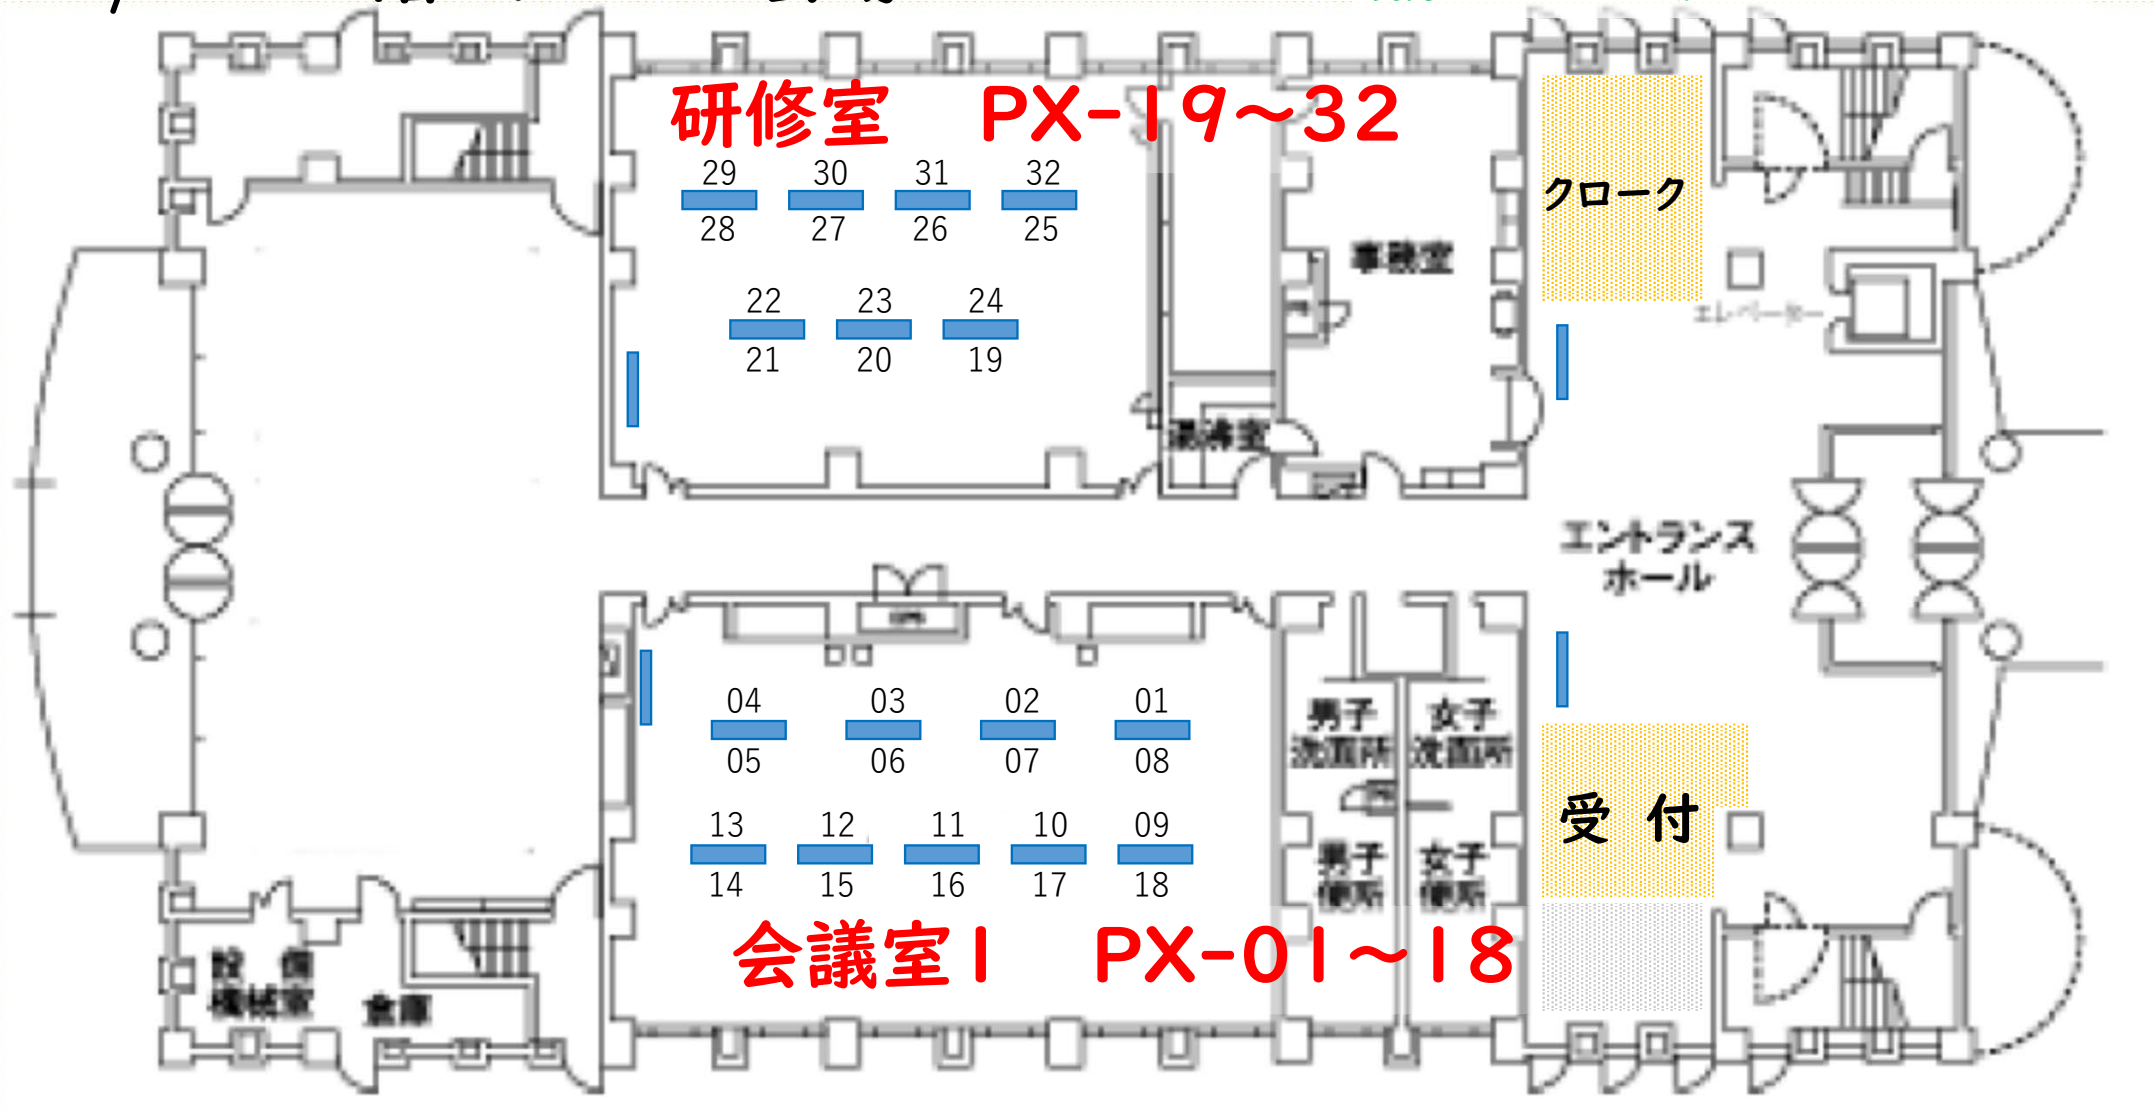 研修室 PX-19～32
29 30 31 32
28 27 26 25
22 23 24
21 20 19
クローク
事務室
エレベーター
湯沸室
エントランス
ホール
04 03 02 01
05 06 07 08
13 12 11 10 09
14 15 16 17 18
男子
洗面所
女子
洗面所
男子
便所
女子
便所
受 付
会議室1 PX-01～18
設 備
機械室
倉庫